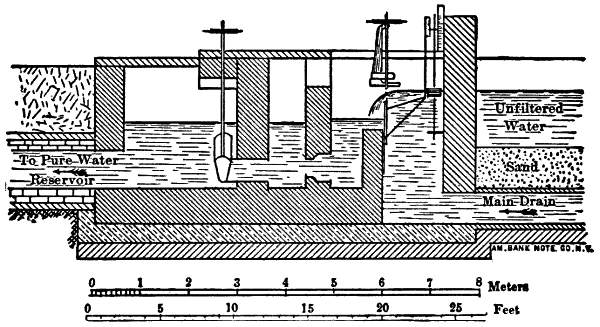 Unfiltered
Water
To Pure Water
Reservoir
Sand
Main Drain
AM. BANK NOTE CO. N.Y.
0 1 2 3 4 5 6 7 8 Meters
0 5 10 15 20 25 Feet